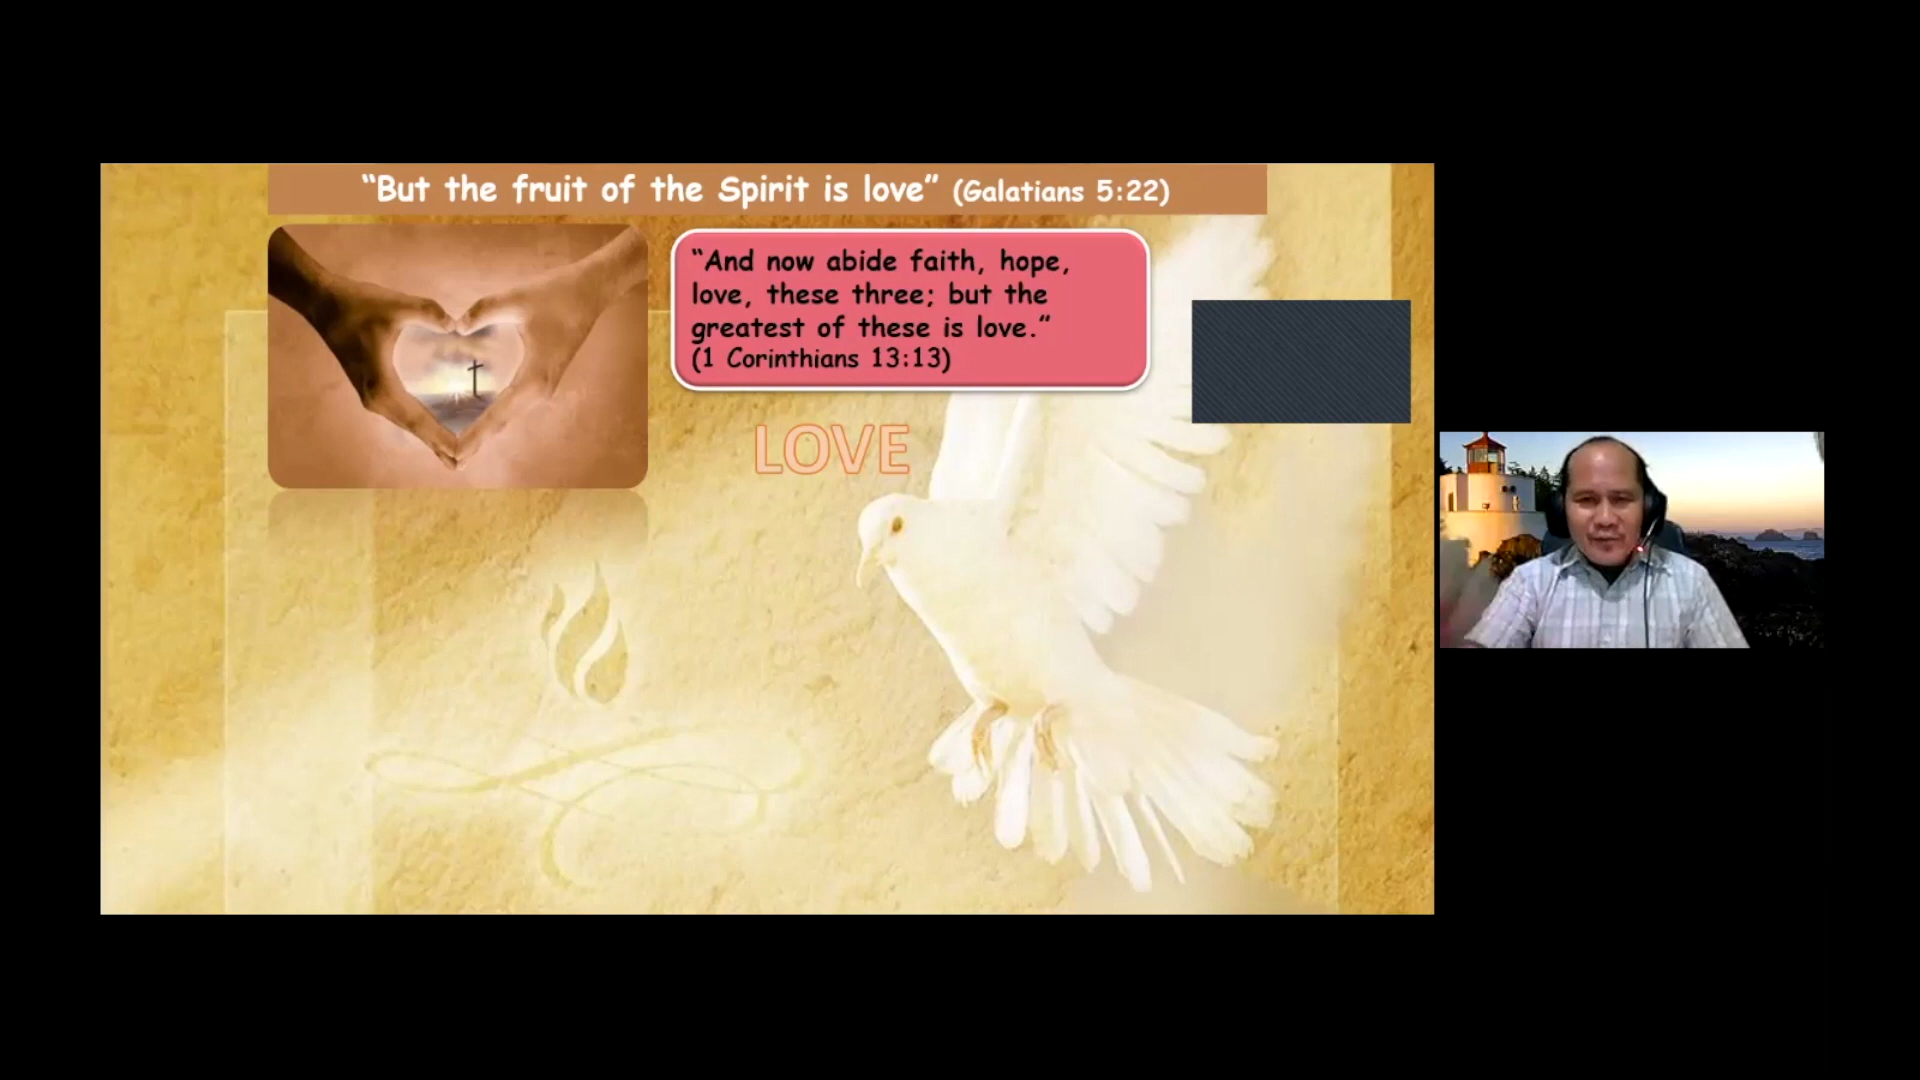 “But the fruit of the Spirit is love” (Galatians 5:22)
“And now abide faith, hope,
love, these three; but the
greatest of these is love.”
(1 Corinthians 13:13)
LOVE